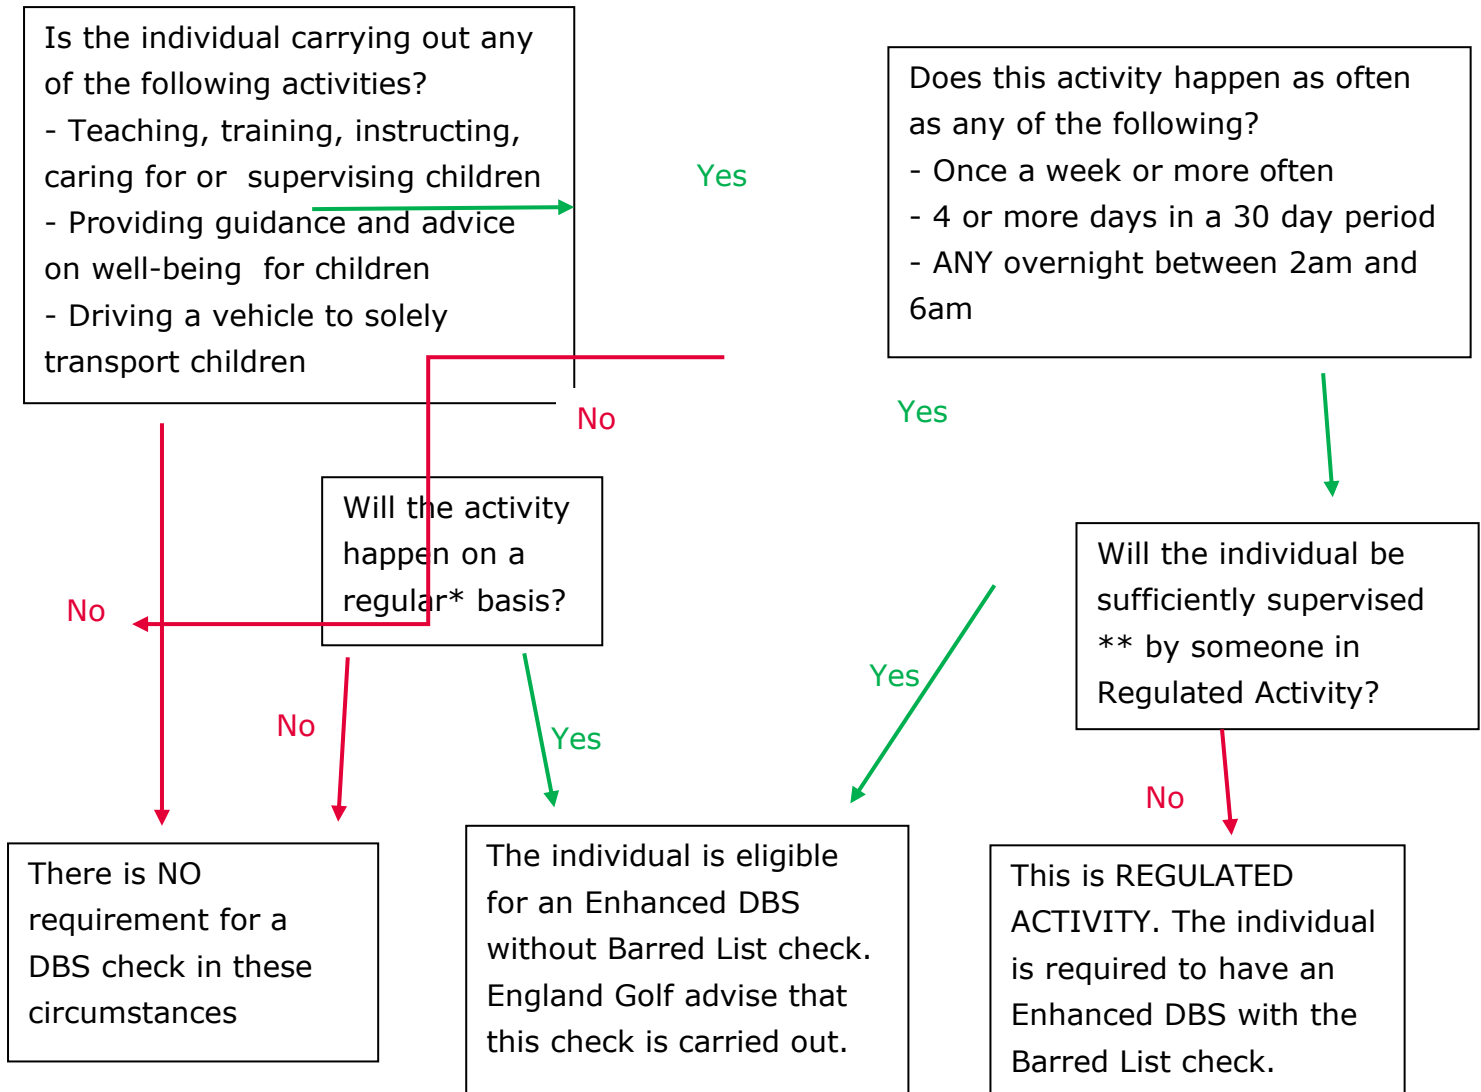 Is the individual carrying out any
of the following activities?
- Teaching, training, instructing,
caring for or  supervising children
- Providing guidance and advice
on well-being  for children
- Driving a vehicle to solely
transport children
Yes
Does this activity happen as often
as any of the following?
- Once a week or more often
- 4 or more days in a 30 day period
- ANY overnight between 2am and
6am
No
Yes
Will the activity
happen on a
regular* basis?
No
Will the individual be
sufficiently supervised
** by someone in
Regulated Activity?
Yes
No
Yes
No
There is NO
requirement for a
DBS check in these
circumstances
The individual is eligible
for an Enhanced DBS
without Barred List check.
England Golf advise that
this check is carried out.
This is REGULATED
ACTIVITY. The individual
is required to have an
Enhanced DBS with the
Barred List check.